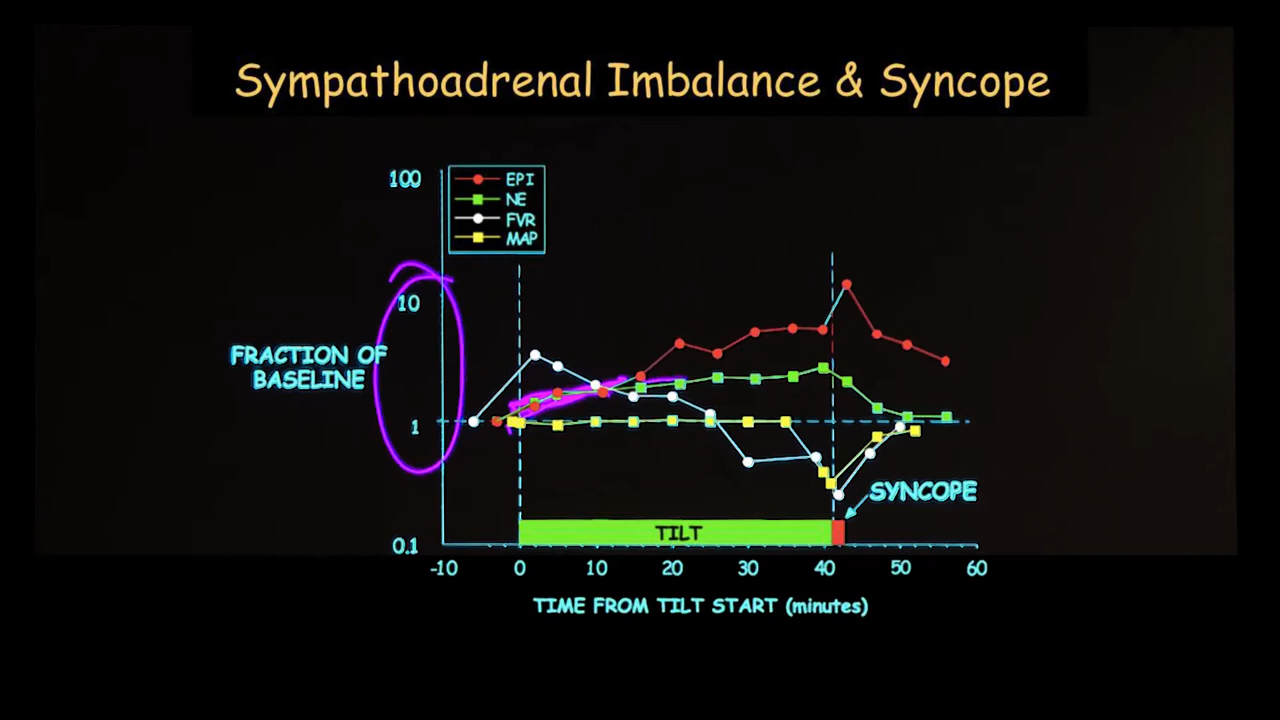 Sympathoadrenal Imbalance & Syncope
100
EPI
NE
FVR
MAP
10
FRACTION OF
BASELINE
1
SYNCOPE
TILT
0.1
-10 0 10 20 30 40 50 60
TIME FROM TILT START (minutes)